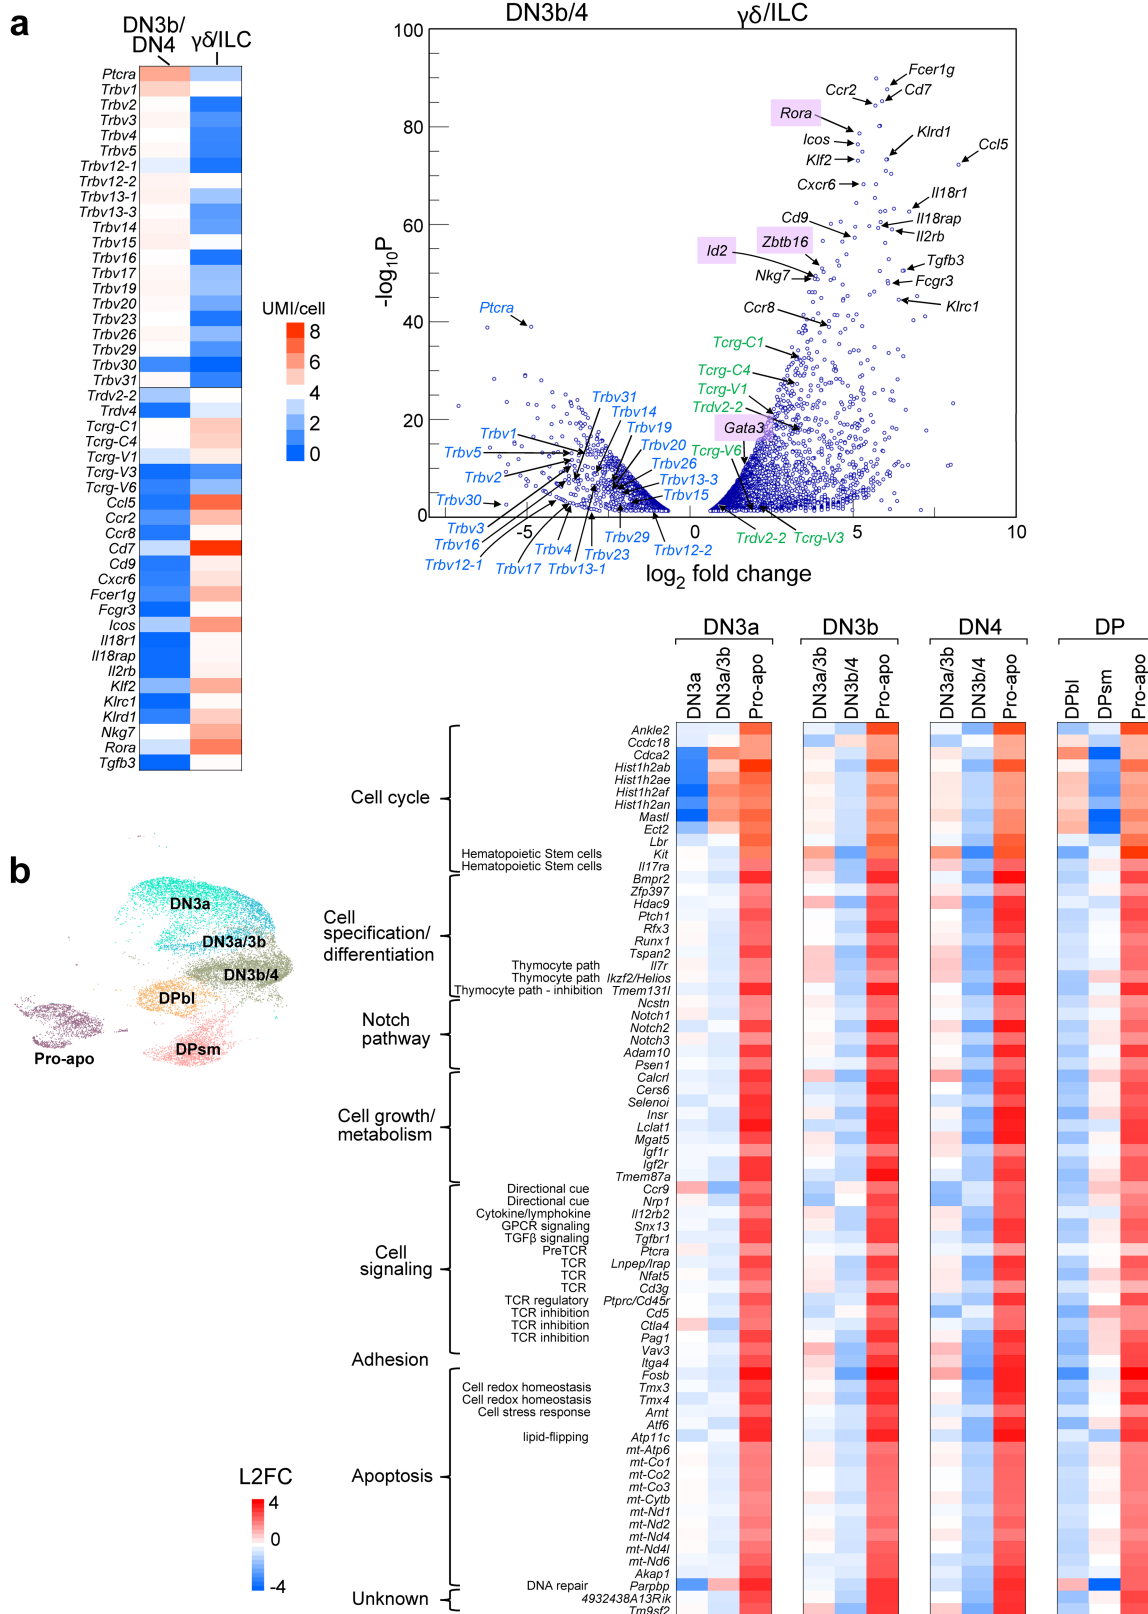 a
DN3b/
DN4
γδ/ILC
Ptcra
Trbv1
Trbv2
Trbv3
Trbv4
Trbv5
Trbv12-1
Trbv12-2
Trbv13-1
Trbv13-3
Trbv14
Trbv15
Trbv16
Trbv17
Trbv19
Trbv20
Trbv23
Trbv26
Trbv29
Trbv30
Trbv31
Trdv2-2
Trdv4
Tcrg-C1
Tcrg-C4
Tcrg-V1
Tcrg-V3
Tcrg-V6
Ccl5
Ccr2
Ccr8
Cd7
Cd9
Cxcr6
Fcer1g
Fcgr3
Icos
Il18r1
Il18rap
Il2rb
Klf2
Klrc1
Klrd1
Nkg7
Rora
Tgfb3
UMI/cell
8
6
4
2
0
DN3b/4
γδ/ILC
100
80
60
40
20
0
-log10P
-5
0
5
10
log2 fold change
Fcer1g
Ccr2
Cd7
Rora
Icos
Klrd1
Klf2
Ccl5
Cxcr6
Il18r1
Cd9
Il18rap
Zbtb16
Il2rb
Id2
Tgfb3
Nkg7
Fcgr3
Ccr8
Klrc1
Ptcra
Tcrg-C1
Tcrg-C4
Tcrg-V1
Trdv2-2
Gata3
Tcrg-V6
Trbv31
Trbv14
Trbv1
Trbv19
Trbv5
Trbv20
Trbv2
Trbv26
Trbv13-3
Trbv30
Trbv15
Trbv3
Trbv16
Trbv12-1
Trbv17
Trbv4
Trbv13-1
Trbv23
Trbv29
Trbv12-2
Trdv2-2
Tcrg-V3
b
DN3a
DN3a/3b
DN3b/4
DPbl
DPsm
Pro-apo
L2FC
4
0
-4
DN3a
DN3b
DN4
DP
DN3a
DN3a/3b
Pro-apo
DN3a/3b
DN3b/4
Pro-apo
DN3a/3b
DN3b/4
Pro-apo
DPbl
DPsm
Pro-apo
Cell cycle
Ankle2
Ccdc18
Cdca2
Hist1h2ab
Hist1h2ae
Hist1h2af
Hist1h2an
Mastl
Ect2
Lbr
Hematopoietic Stem cells Kit
Hematopoietic Stem cells Il17ra
Cell
specification/
differentiation
Bmpr2
Zfp397
Hdac9
Ptch1
Rfx3
Runx1
Tspan2
Thymocyte path Il7r
Thymocyte path Ikzf2/Helios
Thymocyte path - inhibition Tmem131l
Notch
pathway
Ncstn
Notch1
Notch2
Notch3
Adam10
Psen1
Cell growth/
metabolism
Calcrl
Cers6
Selenoi
Insr
Lclat1
Mgat5
Igf1r
Igf2r
Tmem87a
Cell
signaling
Directional cue Ccr9
Directional cue Nrp1
Cytokine/lymphokine Il12rb2
GPCR signaling Snx13
TGFβ signaling Tgfbr1
PreTCR Ptcra
TCR Lnpep/Irap
TCR Nfat5
TCR Cd3g
TCR regulatory Ptprc/Cd45r
TCR inhibition Cd5
TCR inhibition Ctla4
TCR inhibition Pag1
Vav3
Adhesion Itga4
Apoptosis
Fosb
Cell redox homeostasis Tmx3
Cell redox homeostasis Tmx4
Cell stress response Arnt
Atf6
lipid-flipping Atp11c
mt-Atp6
mt-Co1
mt-Co2
mt-Co3
mt-Cytb
mt-Nd1
mt-Nd2
mt-Nd4
mt-Nd4l
mt-Nd6
Akap1
DNA repair Parpbp
Unknown
4932438A13Rik
Tm9sf2